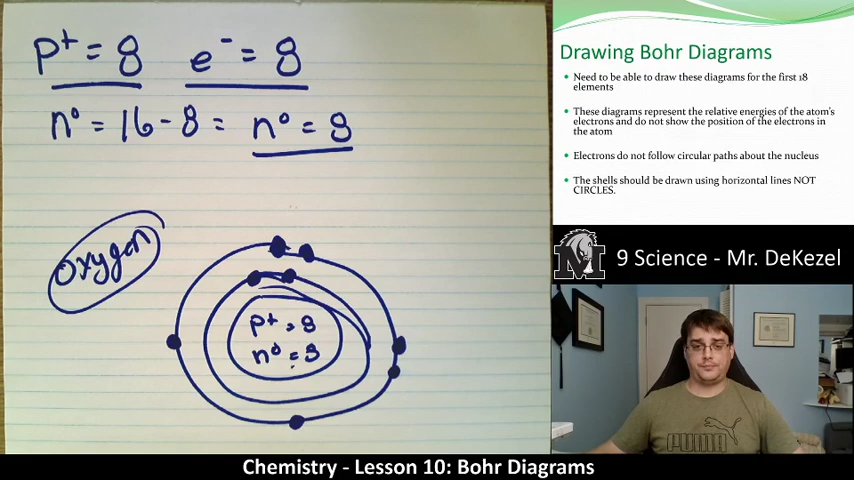 p+ = 8 e- = 8
n° = 16 - 8 = n° = 8
Oxygen
p+ = 8
n° = 8
Drawing Bohr Diagrams
• Need to be able to draw these diagrams for the first 18
elements
• These diagrams represent the relative energies of the atom's
electrons and do not show the position of the electrons in
the atom
• Electrons do not follow circular paths about the nucleus
• The shells should be drawn using horizontal lines NOT
CIRCLES.
M
9 Science - Mr. DeKezel
PUMA
Chemistry - Lesson 10: Bohr Diagrams